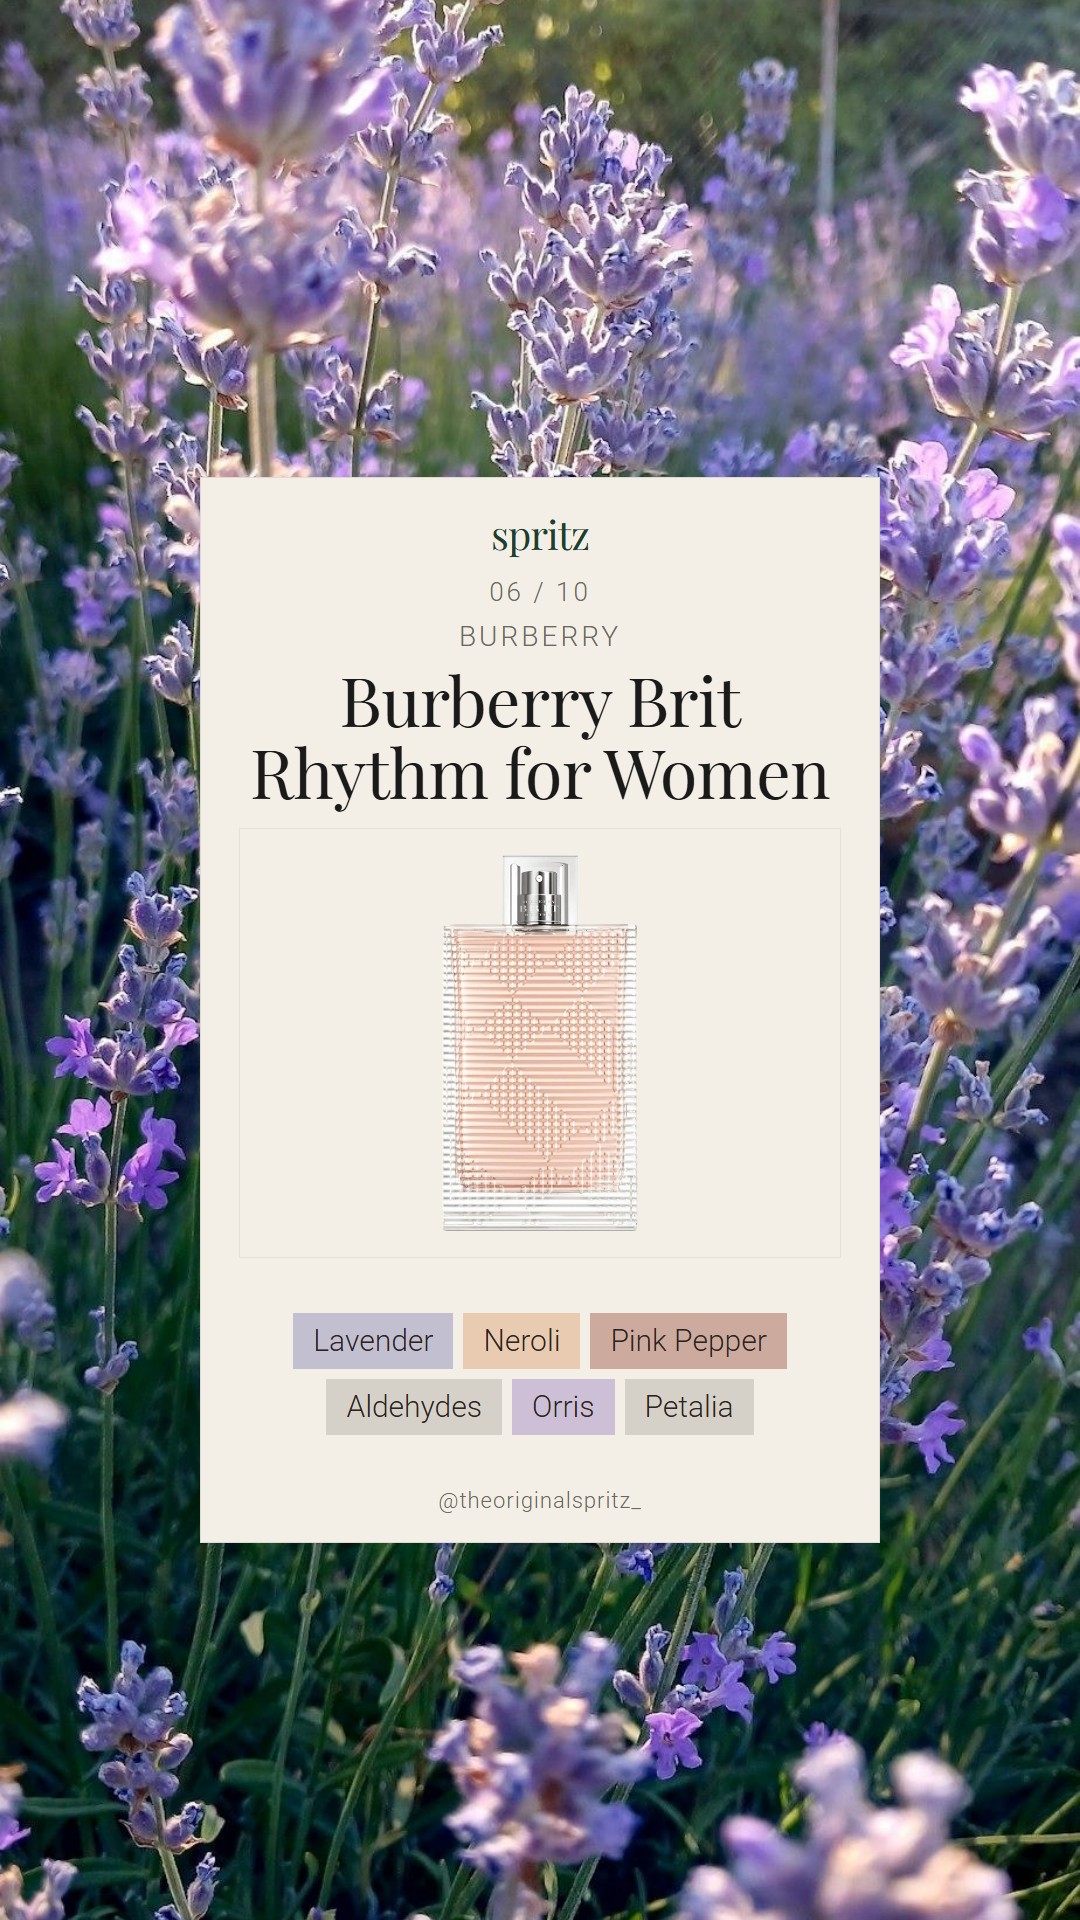 spritz
06 / 10
BURBERRY
Burberry Brit
Rhythm for Women
Lavender Neroli Pink Pepper
Aldehydes Orris Petalia
@theoriginalspritz_